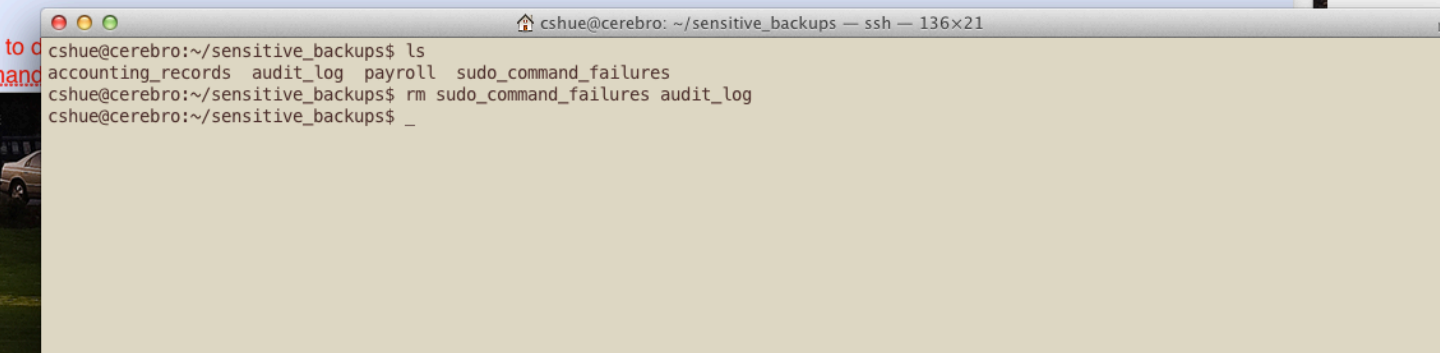 cshue@cerebro: ~/sensitive_backups — ssh — 136×21
to d
cshue@cerebro:~/sensitive_backups$ ls
accounting_records  audit_log  payroll  sudo_command_failures
cshue@cerebro:~/sensitive_backups$ rm sudo_command_failures audit_log
cshue@cerebro:~/sensitive_backups$ _